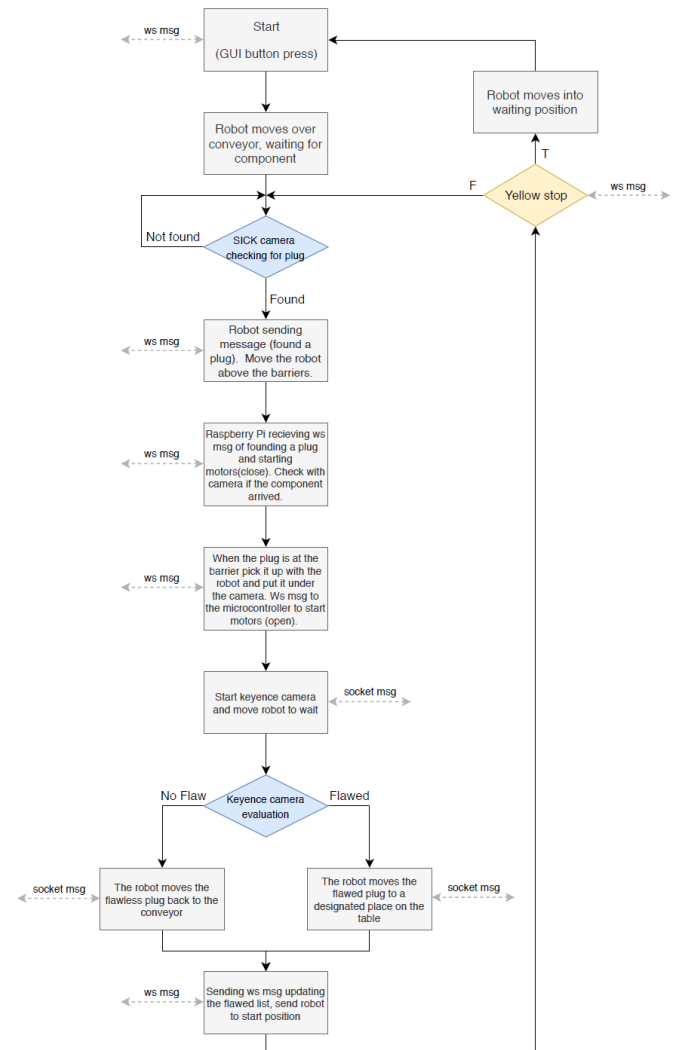 ws msg
Start
(GUI button press)
Robot moves into
waiting position
Robot moves over
conveyor, waiting for
component
T
F
Yellow stop
ws msg
Not found
SICK camera
checking for plug
Found
ws msg
Robot sending
message (found a
plug). Move the robot
above the barriers.
ws msg
Raspberry Pi recieving ws
msg of founding a plug
and starting
motors(close). Check with
camera if the component
arrived.
ws msg
When the plug is at the
barrier pick it up with the
robot and put it under
the camera. Ws msg to
the microcontroller to start
motors (open).
Start keyence camera
and move robot to wait
socket msg
No Flaw
Keyence camera
evaluation
Flawed
socket msg
The robot moves the
flawless plug back to the
conveyor
The robot moves the
flawed plug to a
designated place on the
table
socket msg
ws msg
Sending ws msg updating
the flawed list, send robot
to start position